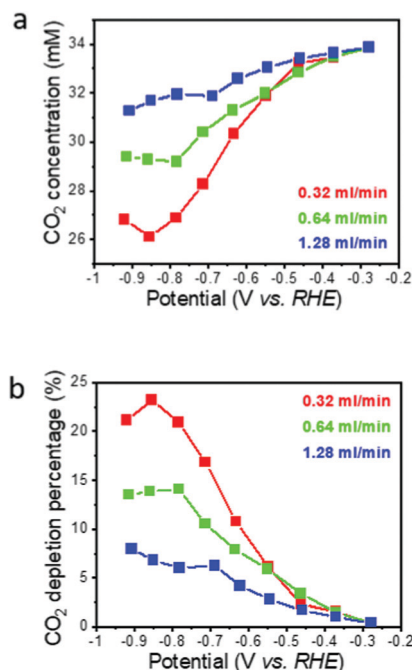 a
CO₂ concentration (mM)
34
32
30
28
26
-1 -0.9 -0.8 -0.7 -0.6 -0.5 -0.4 -0.3 -0.2
Potential (V vs. RHE)
0.32 ml/min
0.64 ml/min
1.28 ml/min
b
CO₂ depletion percentage (%)
25
20
15
10
5
0
-1 -0.9 -0.8 -0.7 -0.6 -0.5 -0.4 -0.3 -0.2
Potential (V vs. RHE)
0.32 ml/min
0.64 ml/min
1.28 ml/min